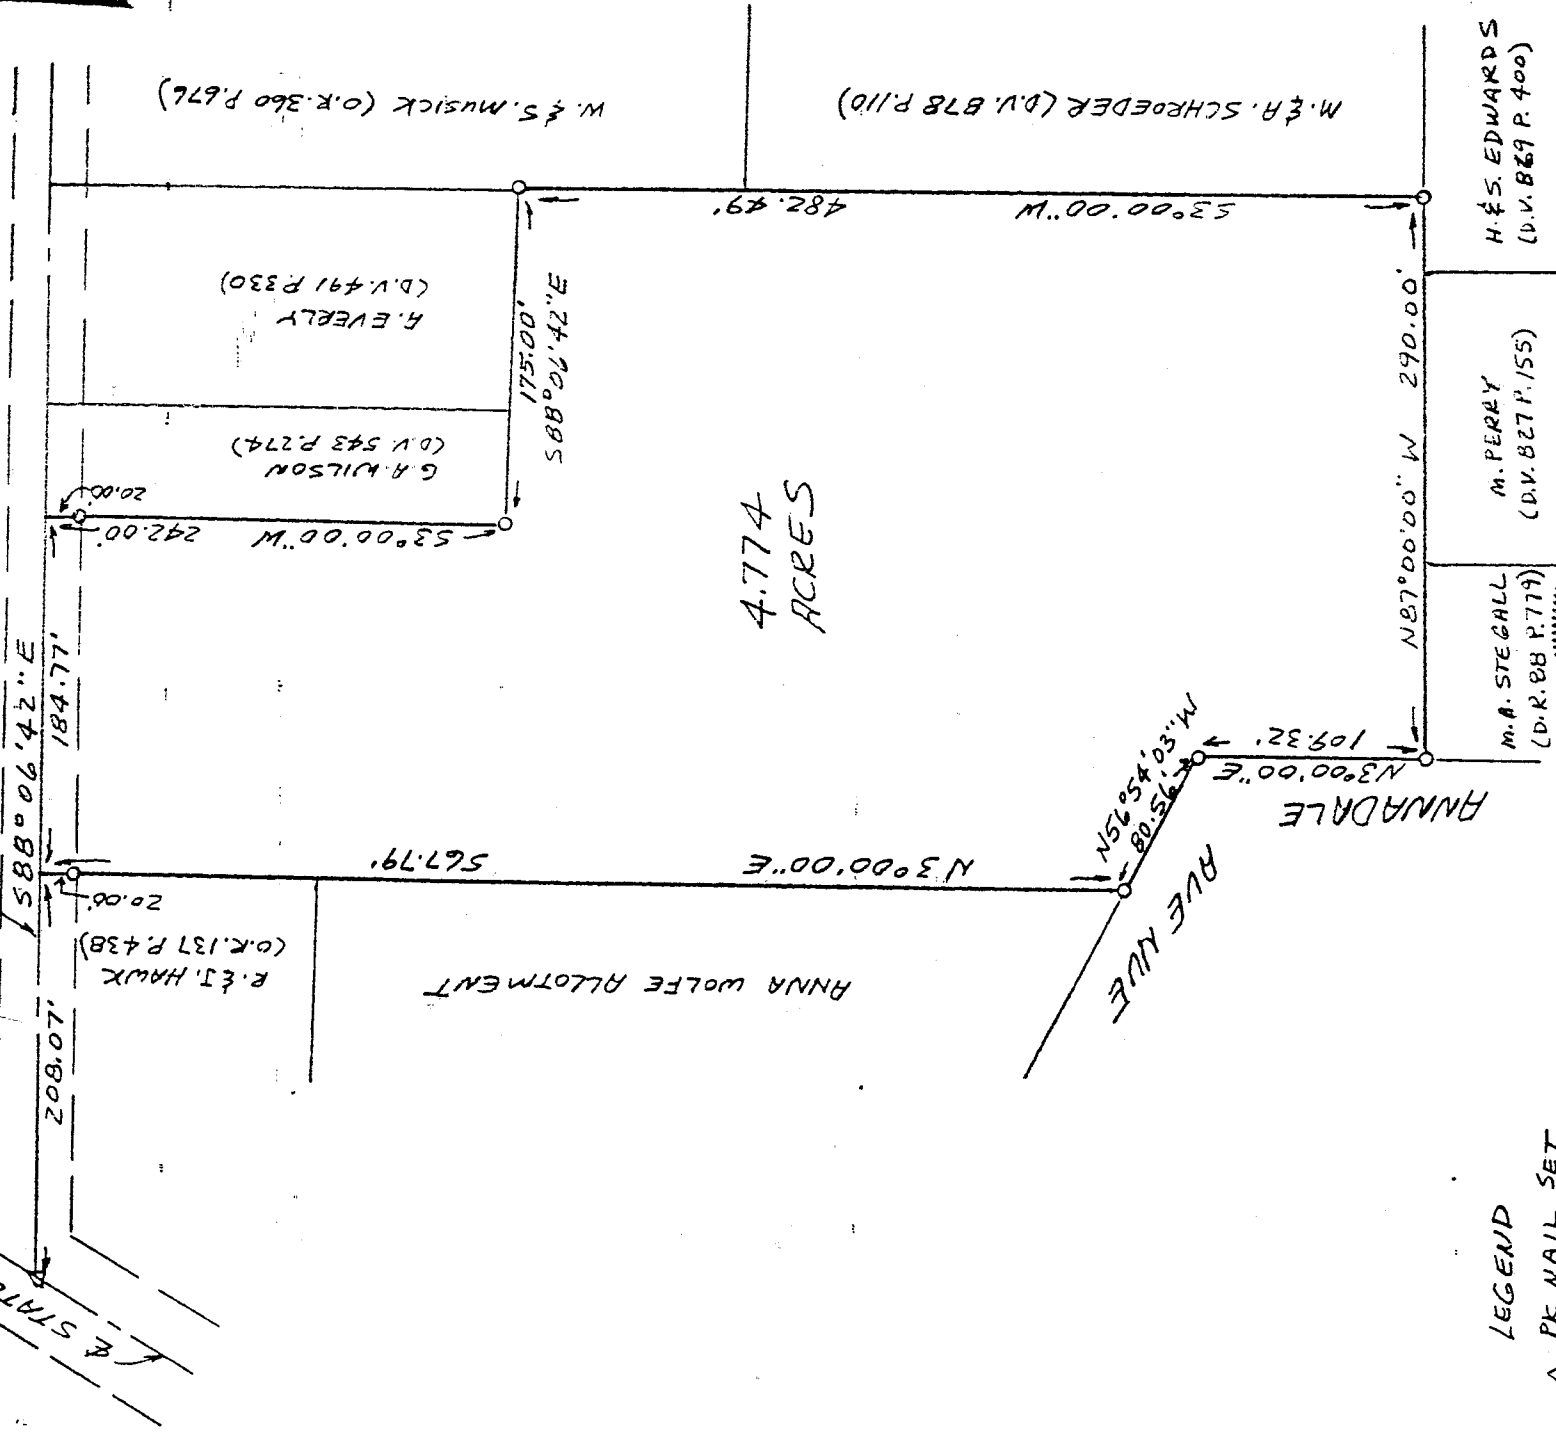 W. & S. MUSICK (O.R. 360 P. 676)
M. & A. SCHROEDER (D.V. 878 P. 110)
H. & S. EDWARDS
(D.V. 869 P. 400)
S3°00'00"W 482.49'
A. EVERLY
(D.V. 491 P. 330)
175.00'
S88°06'42"E
G. A. WILSON
(D.V. 543 P. 274)
20.00'
S3°00'00"W 242.00'
S88°06'42"E
184.77'
4.774
ACRES
N87°00'00"W 290.00'
M. PERRY
(D.V. 827 P. 155)
M. A. STEGALL
(O.R. 88 P. 779)
N56°54'03"W
80.56'
109.32'
N3°00'00"E
ANNADALE
AVENUE
N3°00'00"E 567.79'
20.00'
R. & J. HAWK
(O.R. 137 P. 438)
ANNA WOLFE ALLOTMENT
208.07'
℄ STATE
LEGEND
PK NAIL SET